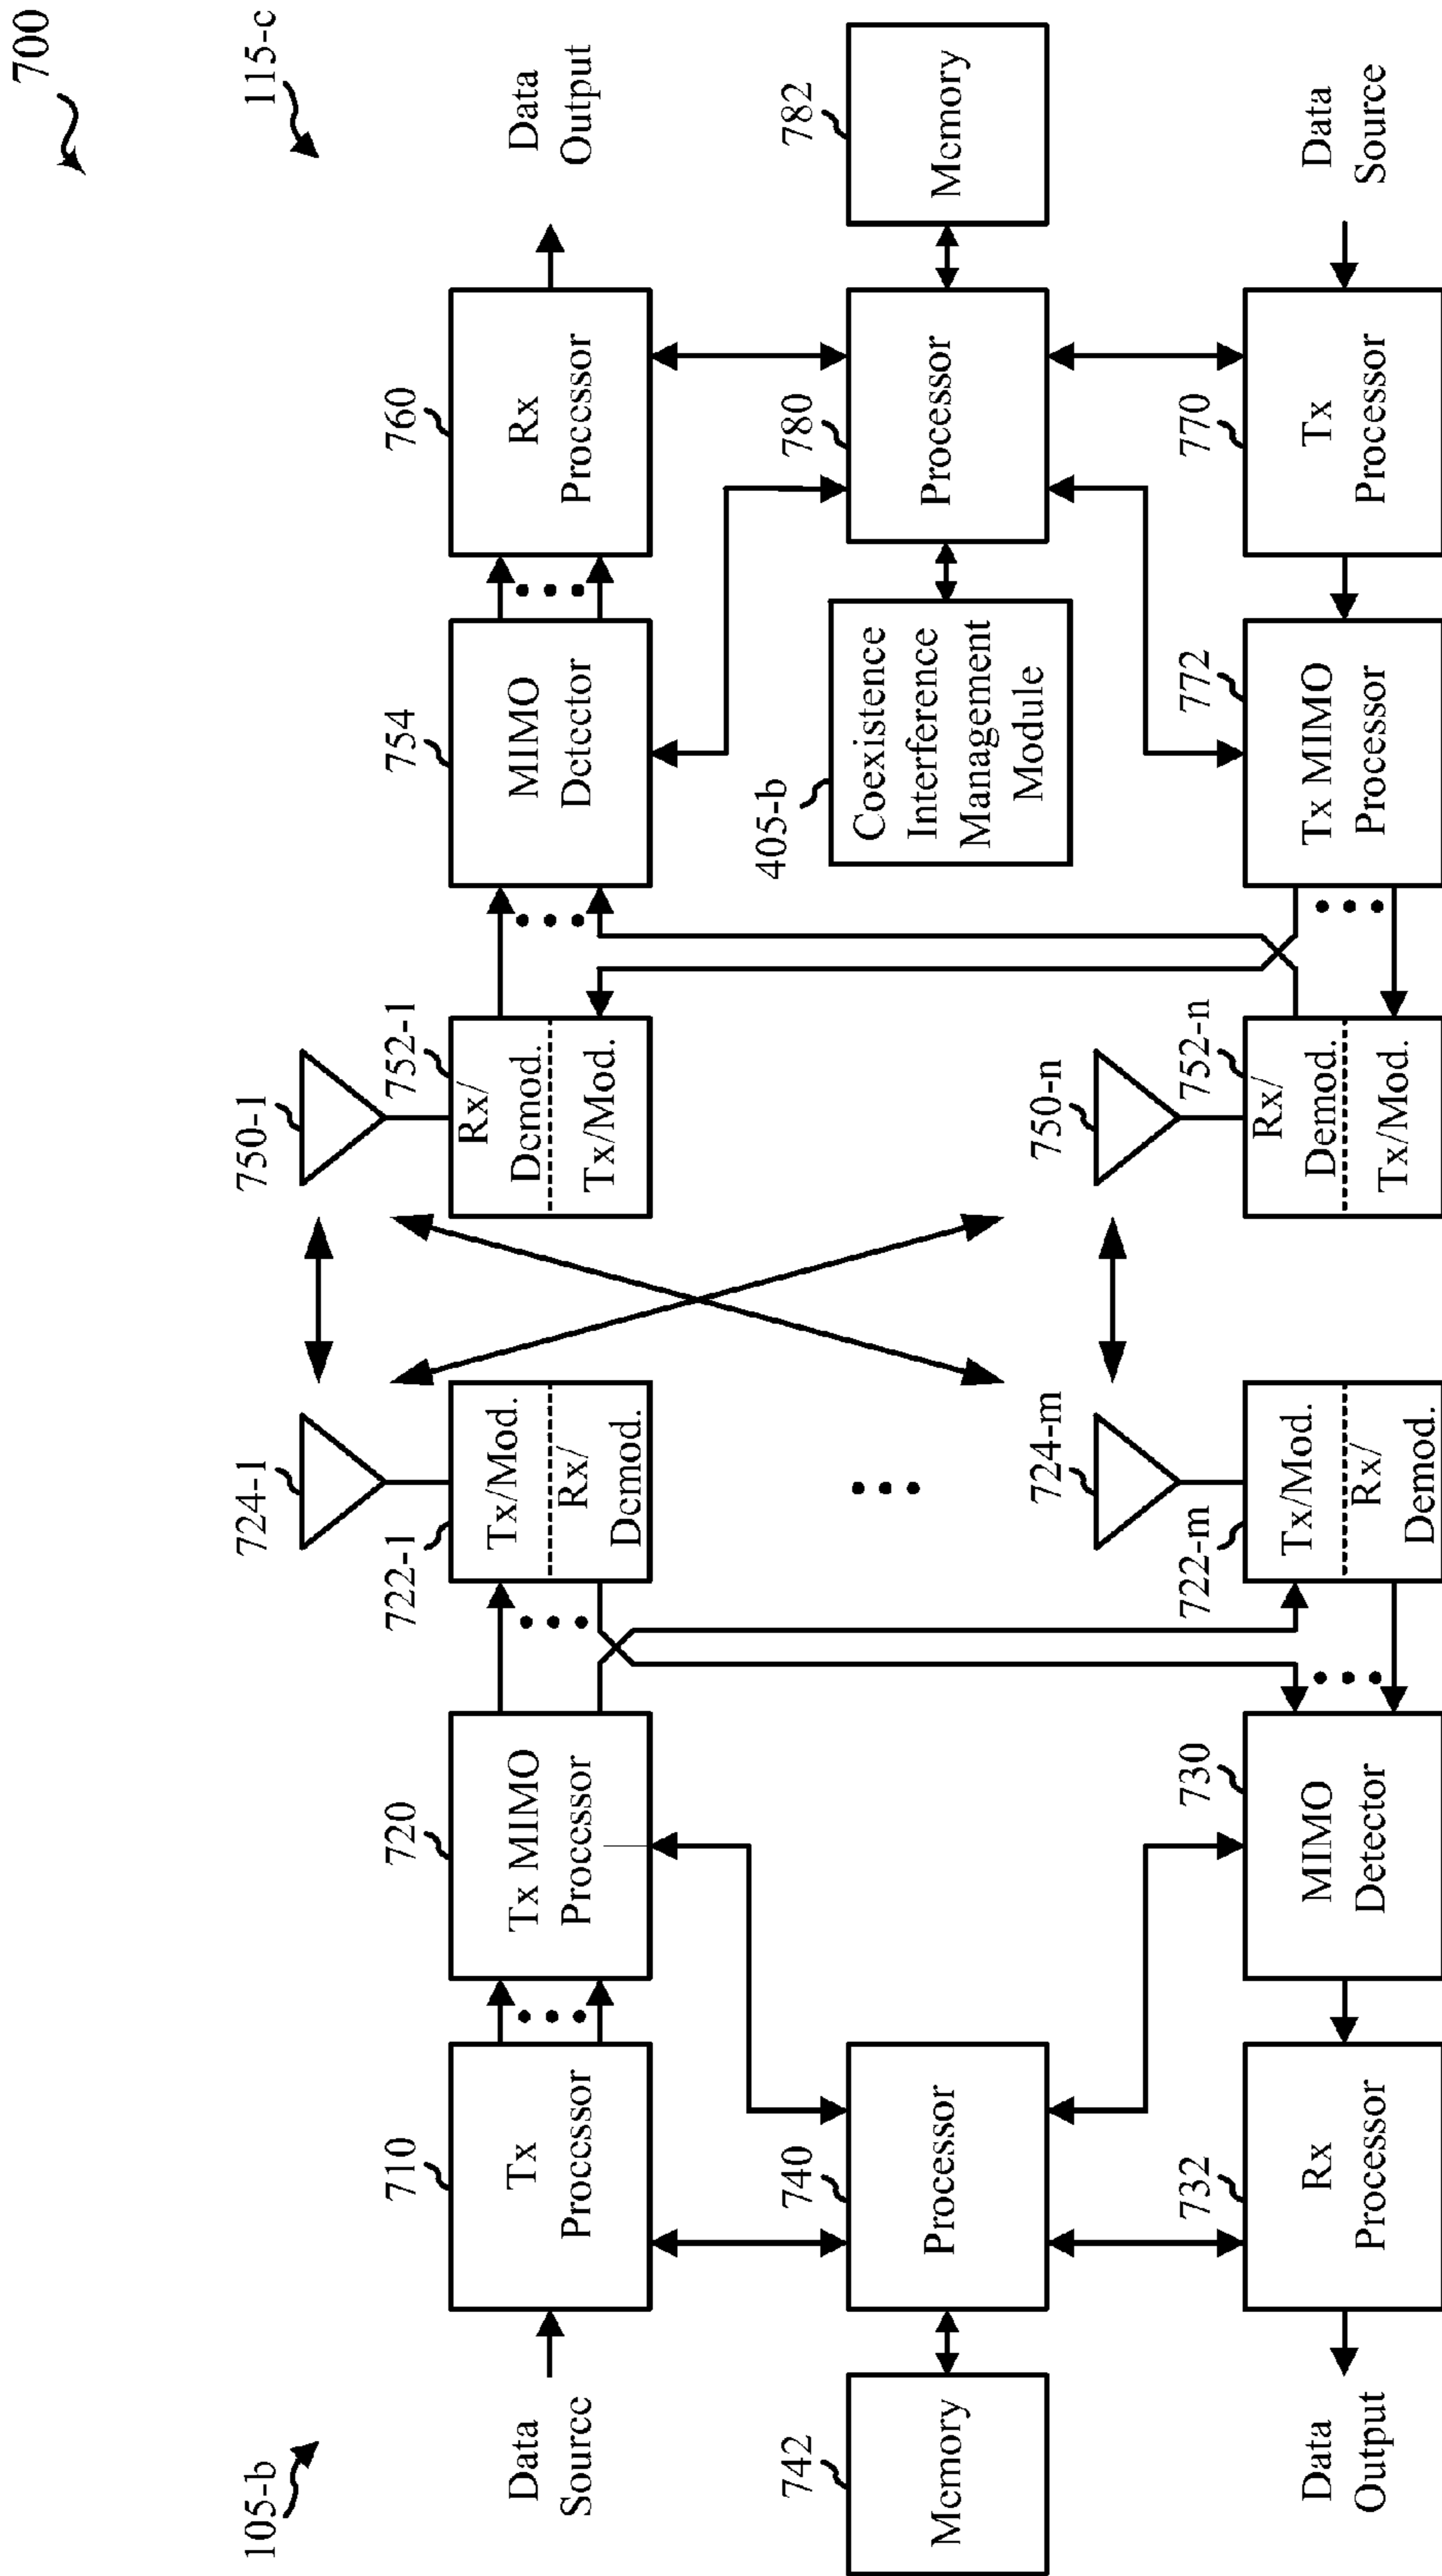 700
105-b
115-c
724-1
750-1
710
720
722-1
752-1
754
760
Data
Source
Tx
Processor
Tx MIMO
Processor
Tx/Mod.
Rx/
Demod.
Rx/
Demod.
Tx/Mod.
MIMO
Detector
Rx
Processor
Data
Output
742
740
405-b
780
782
Memory
Processor
Coexistence
Interference
Management
Module
Processor
Memory
724-m
750-n
732
730
722-m
752-n
772
770
Data
Output
Rx
Processor
MIMO
Detector
Tx/Mod.
Rx/
Demod.
Rx/
Demod.
Tx/Mod.
Tx MIMO
Processor
Tx
Processor
Data
Source